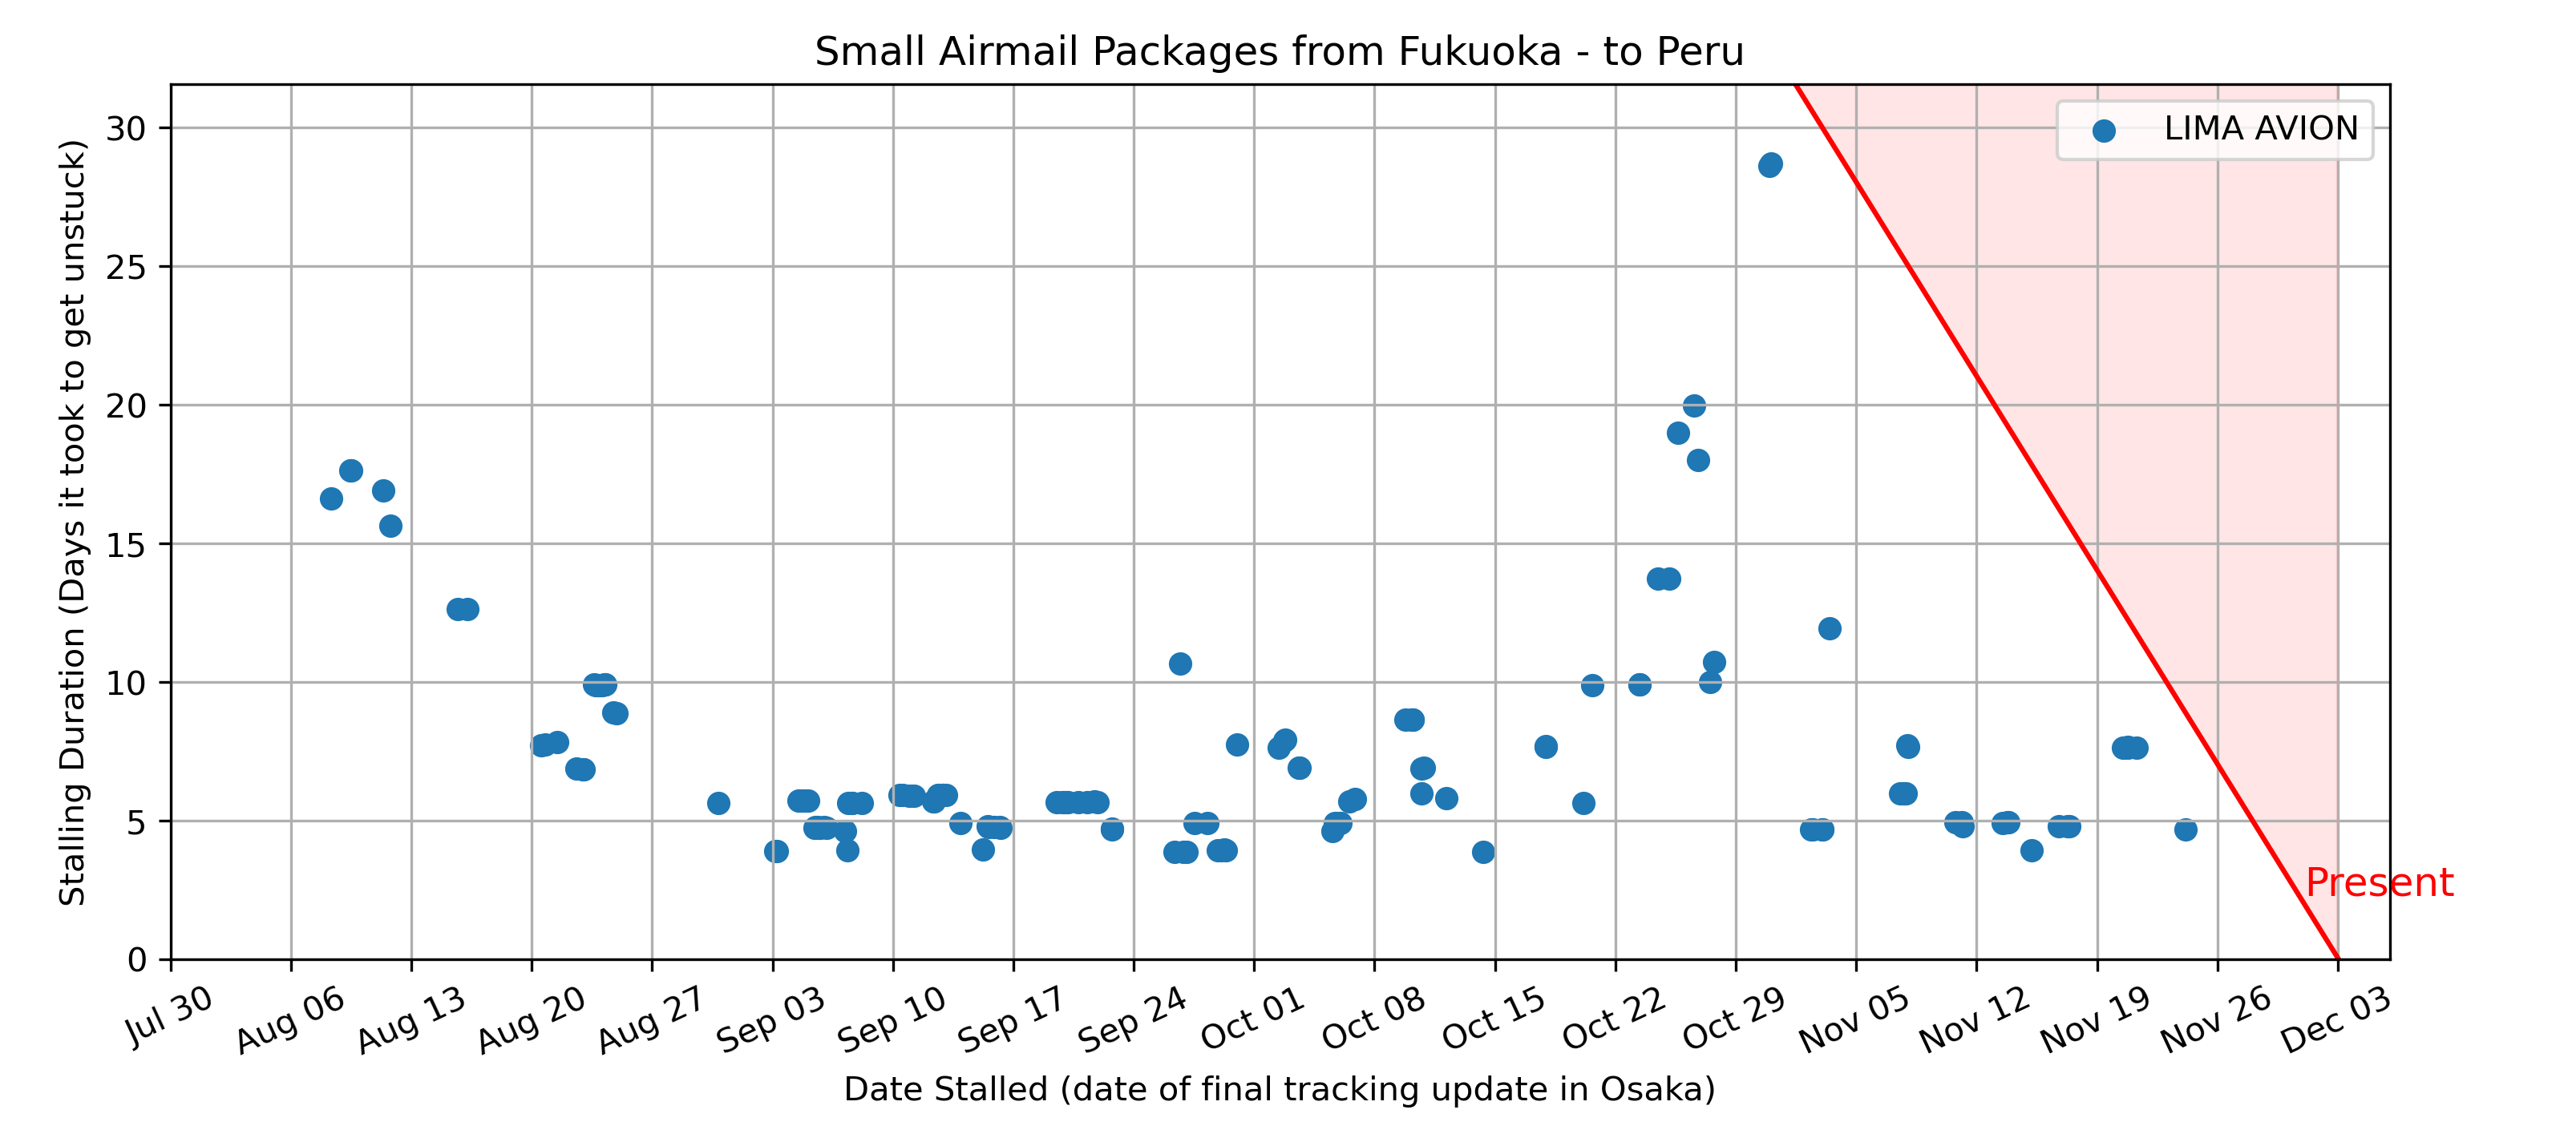 Small Airmail Packages from Fukuoka - to Peru
LIMA AVION
Stalling Duration (Days it took to get unstuck)
30
25
20
15
10
5
0
Present
Jul 30
Aug 06
Aug 13
Aug 20
Aug 27
Sep 03
Sep 10
Sep 17
Sep 24
Oct 01
Oct 08
Oct 15
Oct 22
Oct 29
Nov 05
Nov 12
Nov 19
Nov 26
Dec 03
Date Stalled (date of final tracking update in Osaka)